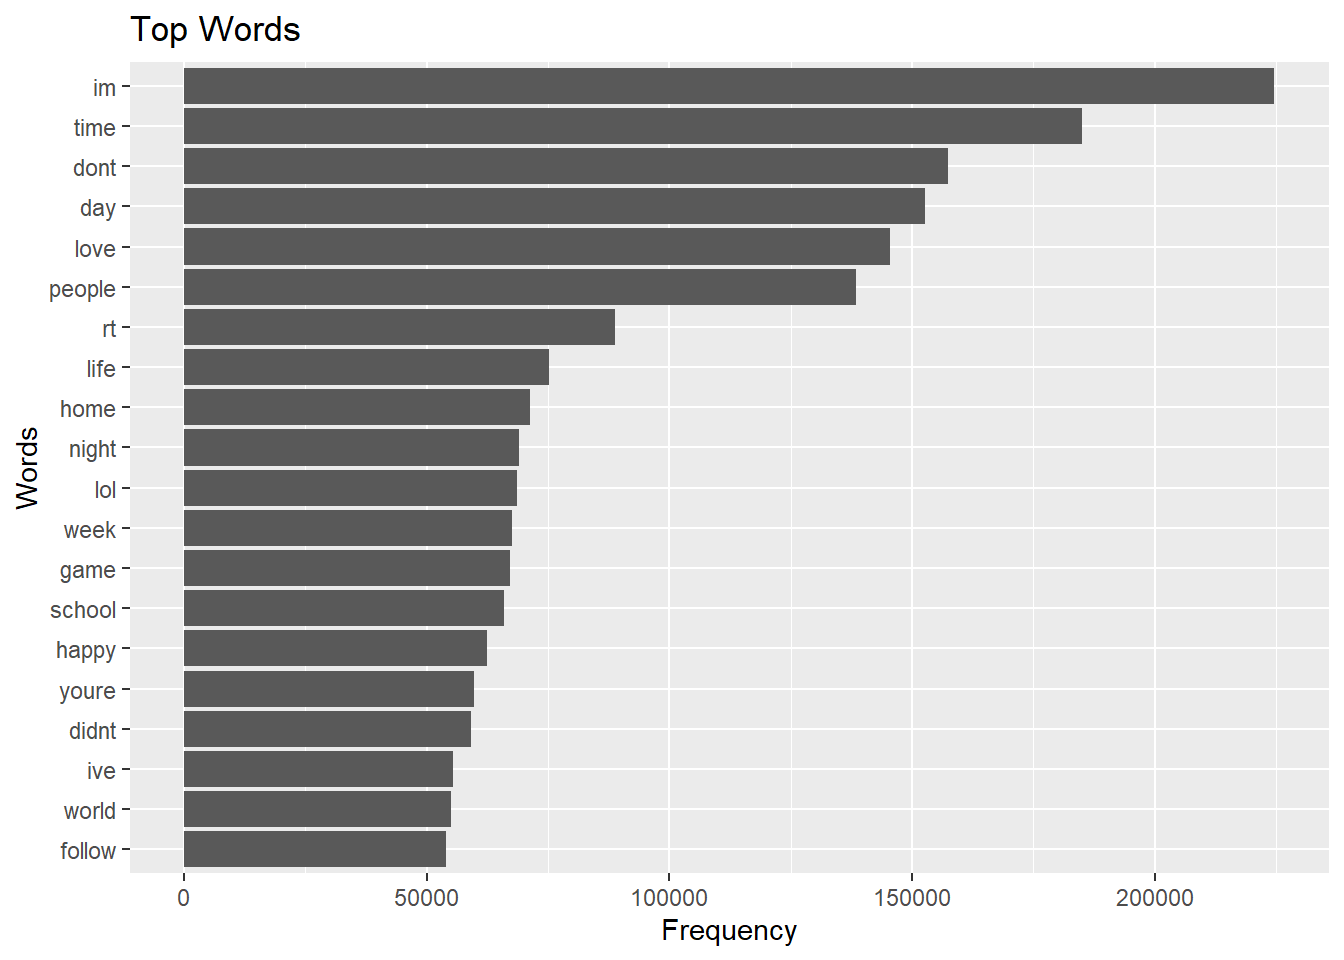 Top Words
Words
im
time
dont
day
love
people
rt
life
home
night
lol
week
game
school
happy
youre
didnt
ive
world
follow
0 50000 100000 150000 200000
Frequency